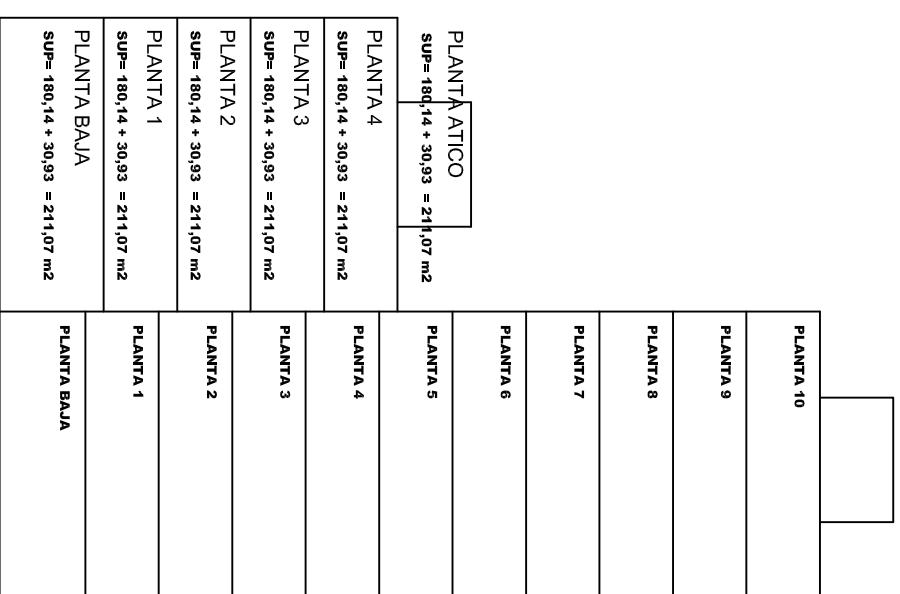 PLANTA ATICO
SUP= 180,14 + 30,93 = 211,07 m2
PLANTA 4
SUP= 180,14 + 30,93 = 211,07 m2
PLANTA 3
SUP= 180,14 + 30,93 = 211,07 m2
PLANTA 2
SUP= 180,14 + 30,93 = 211,07 m2
PLANTA 1
SUP= 180,14 + 30,93 = 211,07 m2
PLANTA BAJA
SUP= 180,14 + 30,93 = 211,07 m2
PLANTA 10
PLANTA 9
PLANTA 8
PLANTA 7
PLANTA 6
PLANTA 5
PLANTA 4
PLANTA 3
PLANTA 2
PLANTA 1
PLANTA BAJA